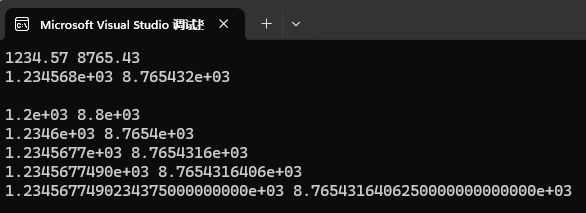 Microsoft Visual Studio 调试
1234.57 8765.43
1.234568e+03 8.765432e+03
1.2e+03 8.8e+03
1.2346e+03 8.7654e+03
1.2345677e+03 8.7654316e+03
1.2345677490e+03 8.7654316406e+03
1.23456774902343750000000000e+03 8.7654316406250000000000000e+03